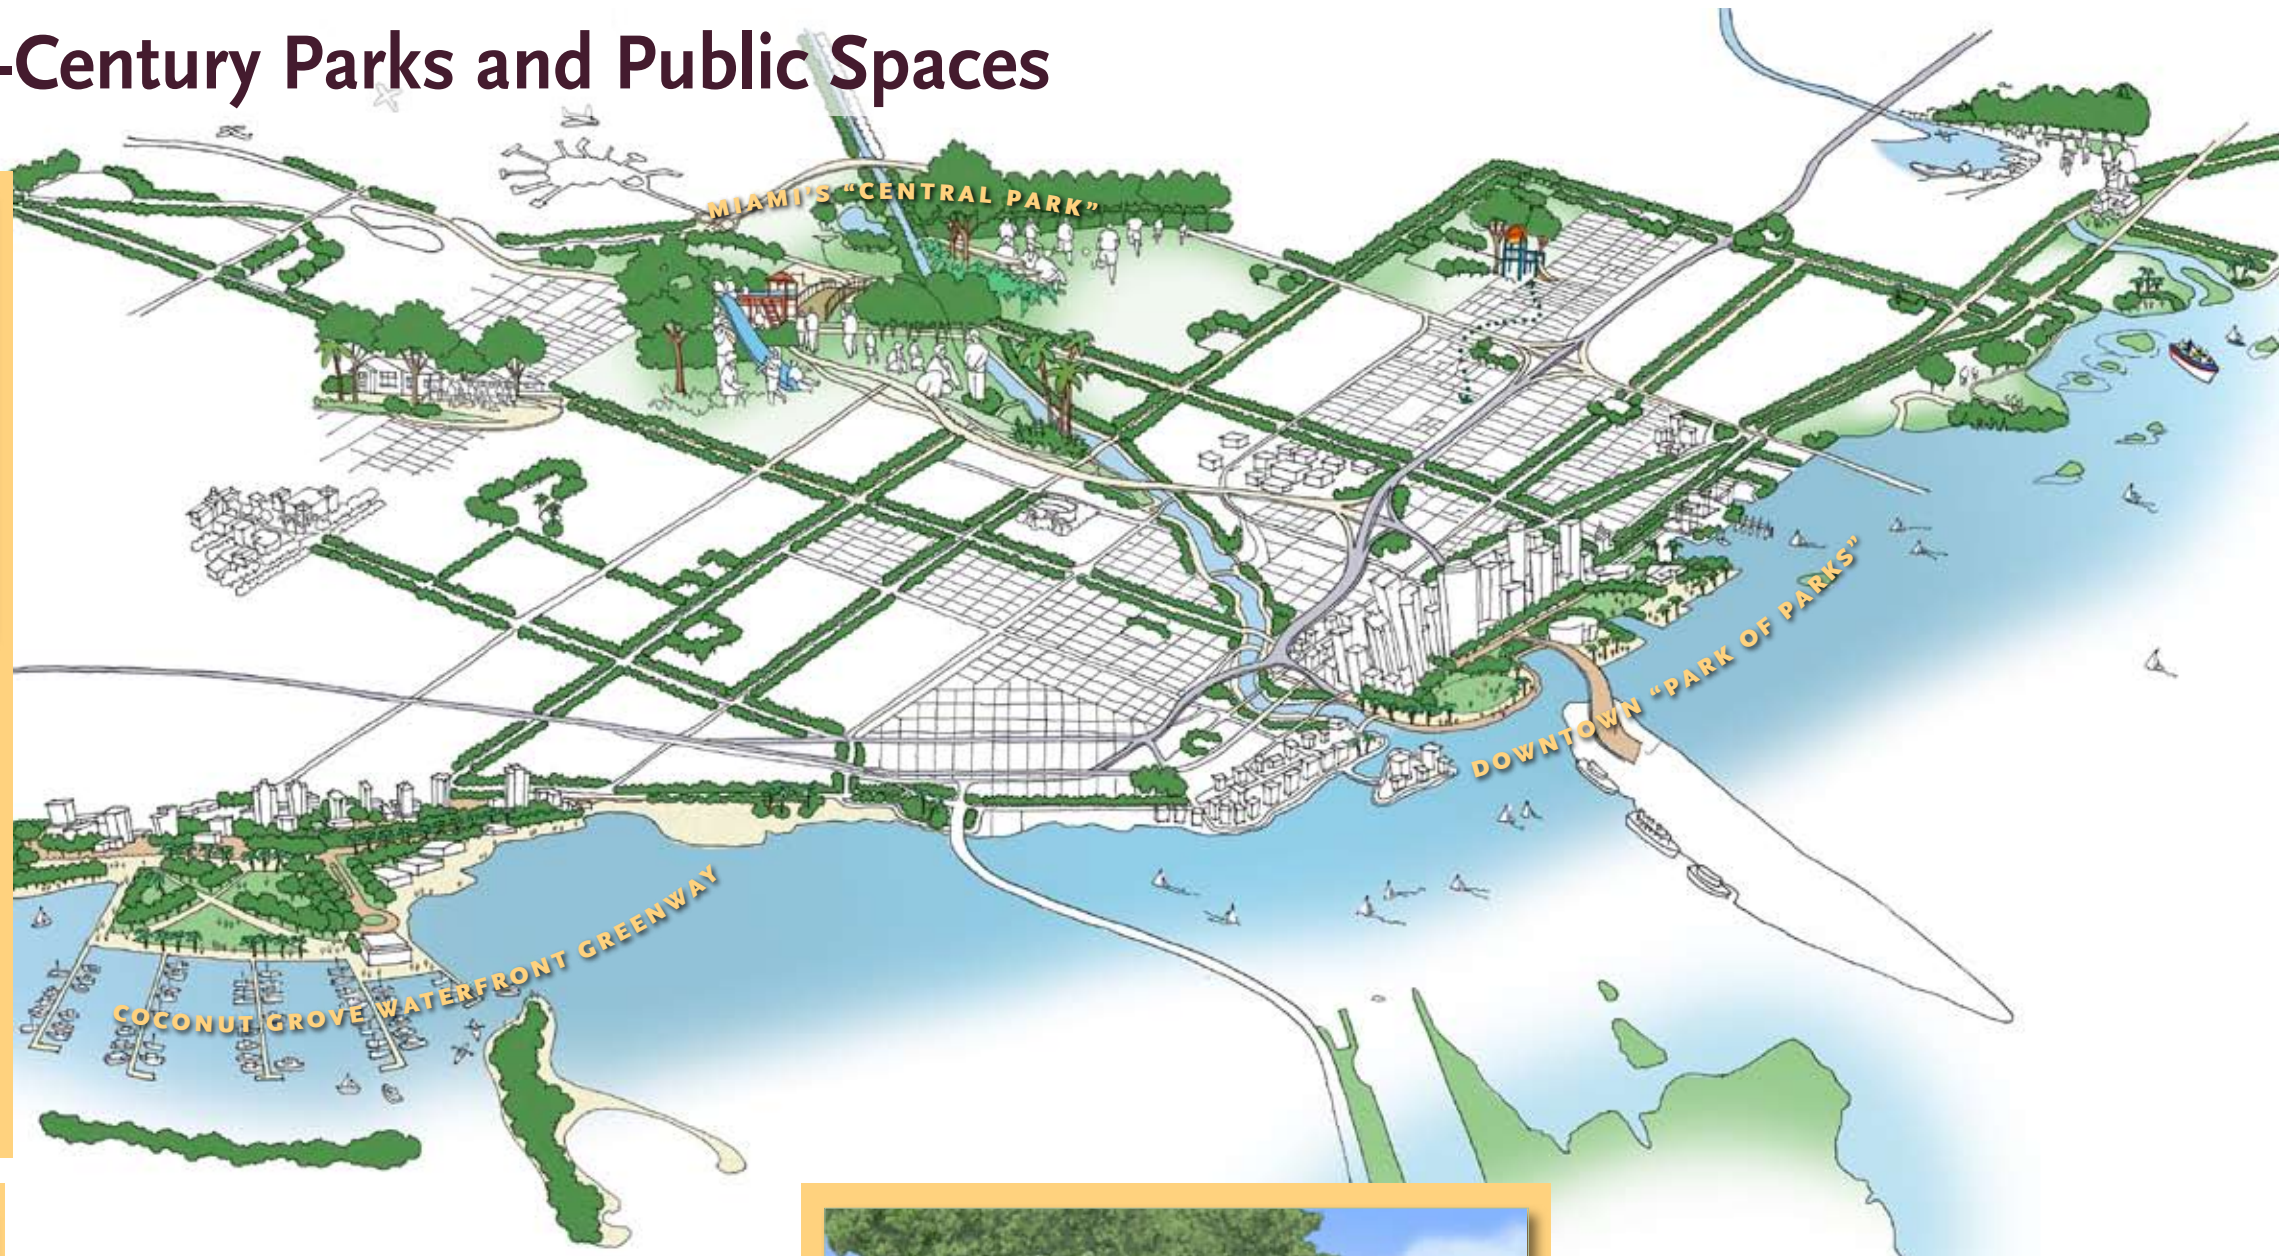 -Century Parks and Public Spaces
MIAMI'S “CENTRAL PARK”
DOWNTOWN “PARK OF PARKS”
COCONUT GROVE WATERFRONT GREENWAY